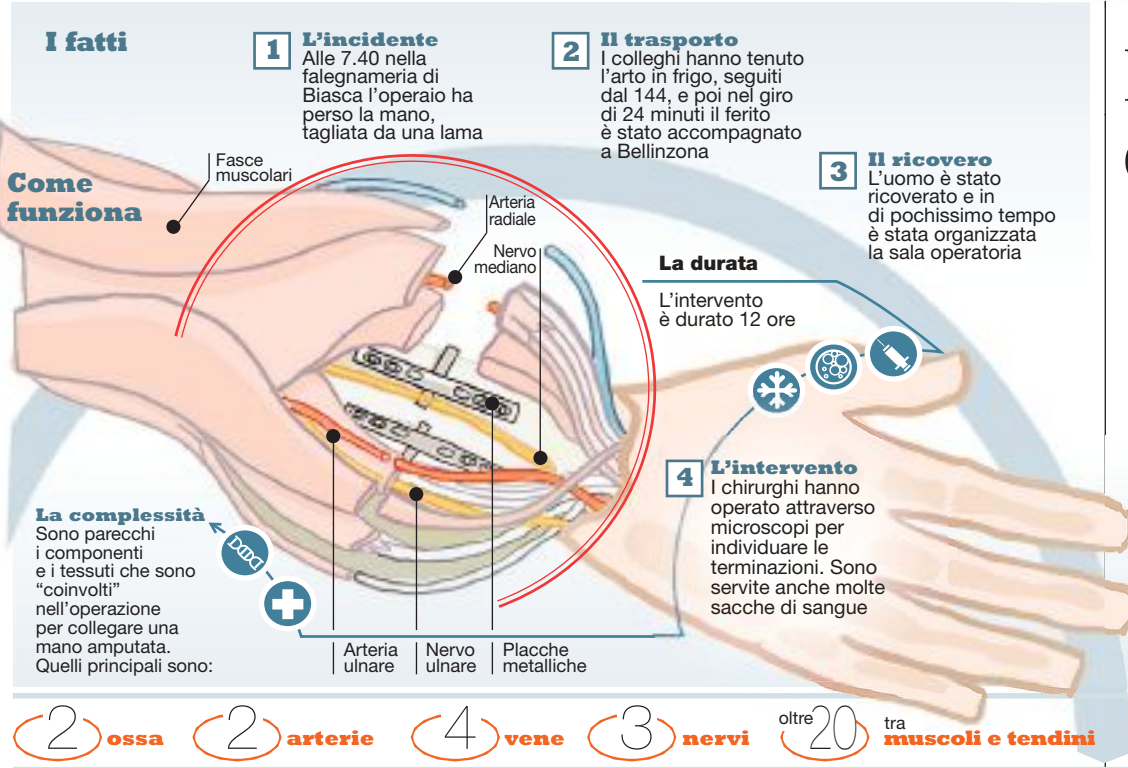 I fatti
1
L'incidente
Alle 7.40 nella
falegnameria di
Biasca l'operaio ha
perso la mano,
tagliata da una lama
2
Il trasporto
I colleghi hanno tenuto
l'arto in frigo, seguiti
dal 144, e poi nel giro
di 24 minuti il ferito
è stato accompagnato
a Bellinzona
3
Il ricovero
L'uomo è stato
ricoverato e in
di pochissimo tempo
è stata organizzata
la sala operatoria
Come
funziona
Fasce
muscolari
Arteria
radiale
Nervo
mediano
La durata
L'intervento
è durato 12 ore
4
L'intervento
I chirurghi hanno
operato attraverso
microscopi per
individuare le
terminazioni. Sono
servite anche molte
sacche di sangue
La complessità
Sono parecchi
i componenti
e i tessuti che sono
“coinvolti”
nell'operazione
per collegare una
mano amputata.
Quelli principali sono:
Arteria
ulnare
Nervo
ulnare
Placche
metalliche
2 ossa
2 arterie
4 vene
3 nervi
oltre 20 tra
muscoli e tendini